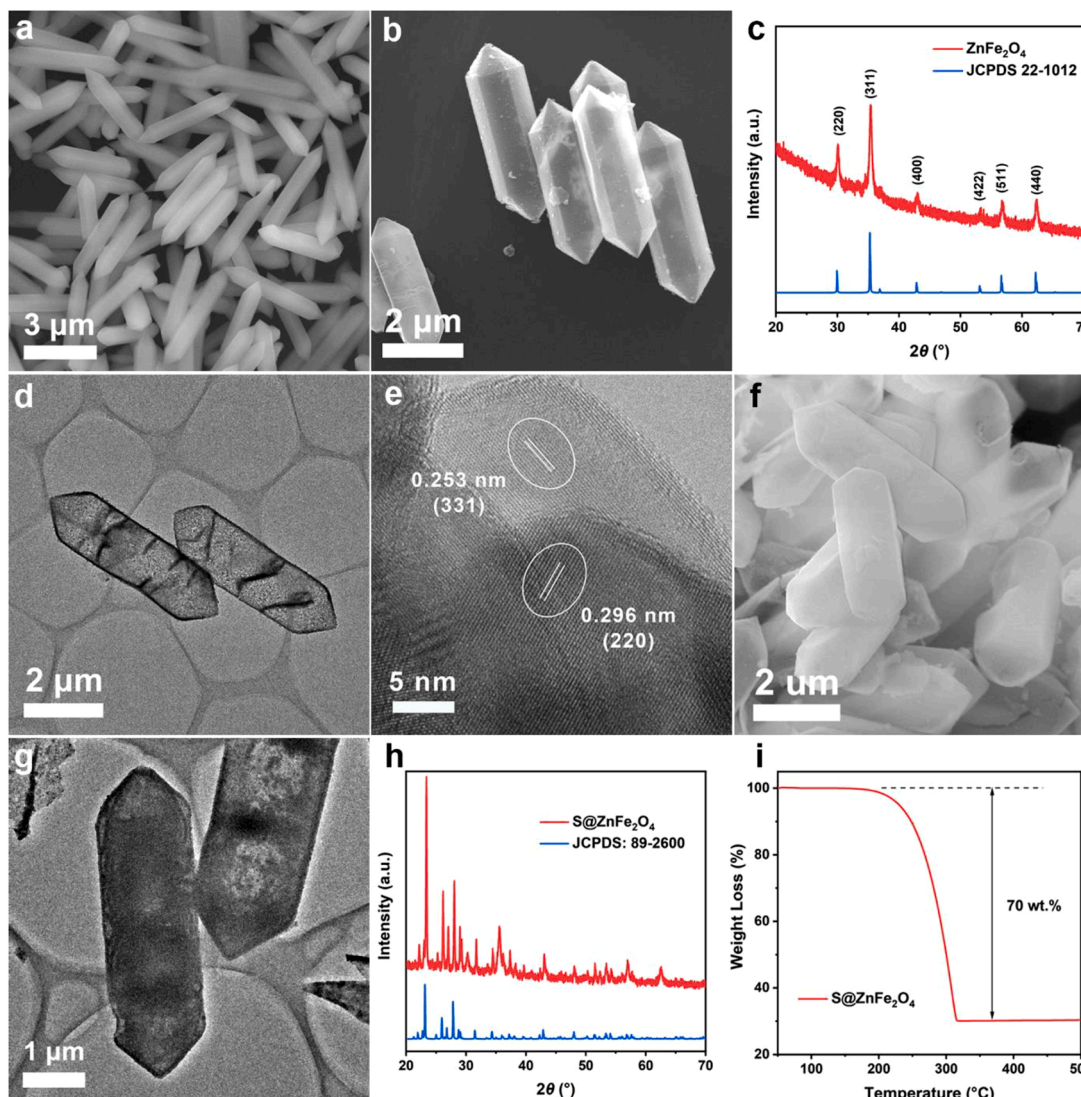 a
3 µm
b
2 µm
c
ZnFe₂O₄
JCPDS 22-1012
(220)
(311)
(400)
(422)
(511)
(440)
Intensity (a.u.)
20 30 40 50 60 70
2θ (°)
d
2 µm
e
0.253 nm
(331)
0.296 nm
(220)
5 nm
f
2 um
g
1 µm
h
S@ZnFe₂O₄
JCPDS: 89-2600
Intensity (a.u.)
20 30 40 50 60 70
2θ (°)
i
100
80
60
40
20
Weight Loss (%)
70 wt.%
S@ZnFe₂O₄
100 200 300 400 500
Temperature (°C)